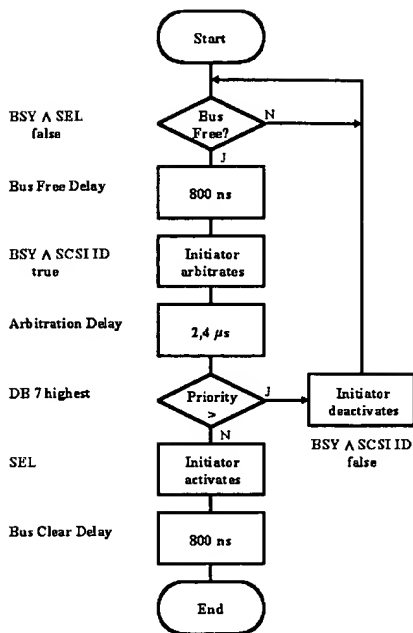 Start
BSY ∧ SEL
false
Bus
Free?
N
J
Bus Free Delay
800 ns
BSY ∧ SCSI ID
true
Initiator
arbitrates
Arbitration Delay
2,4 µs
DB 7 highest
Priority
>
J
N
Initiator
deactivates
BSY ∧ SCSI ID
false
SEL
Initiator
activates
Bus Clear Delay
800 ns
End